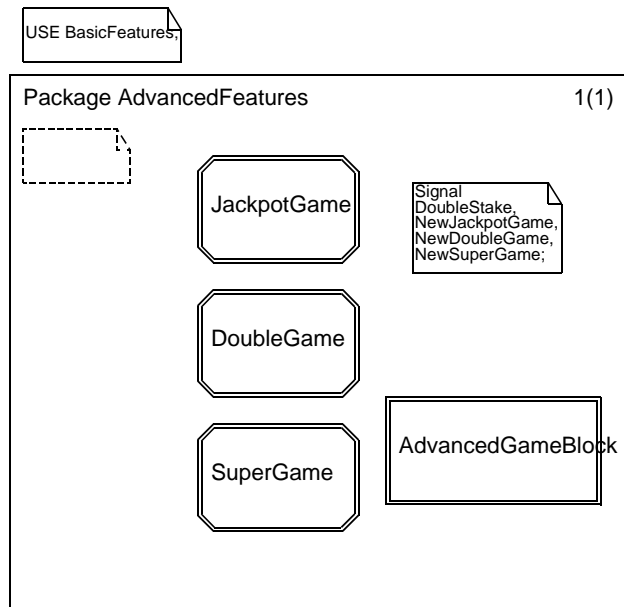 USE BasicFeatures;
Package AdvancedFeatures 1(1)
JackpotGame
Signal
DoubleStake,
NewJackpotGame,
NewDoubleGame,
NewSuperGame;
DoubleGame
AdvancedGameBlock
SuperGame